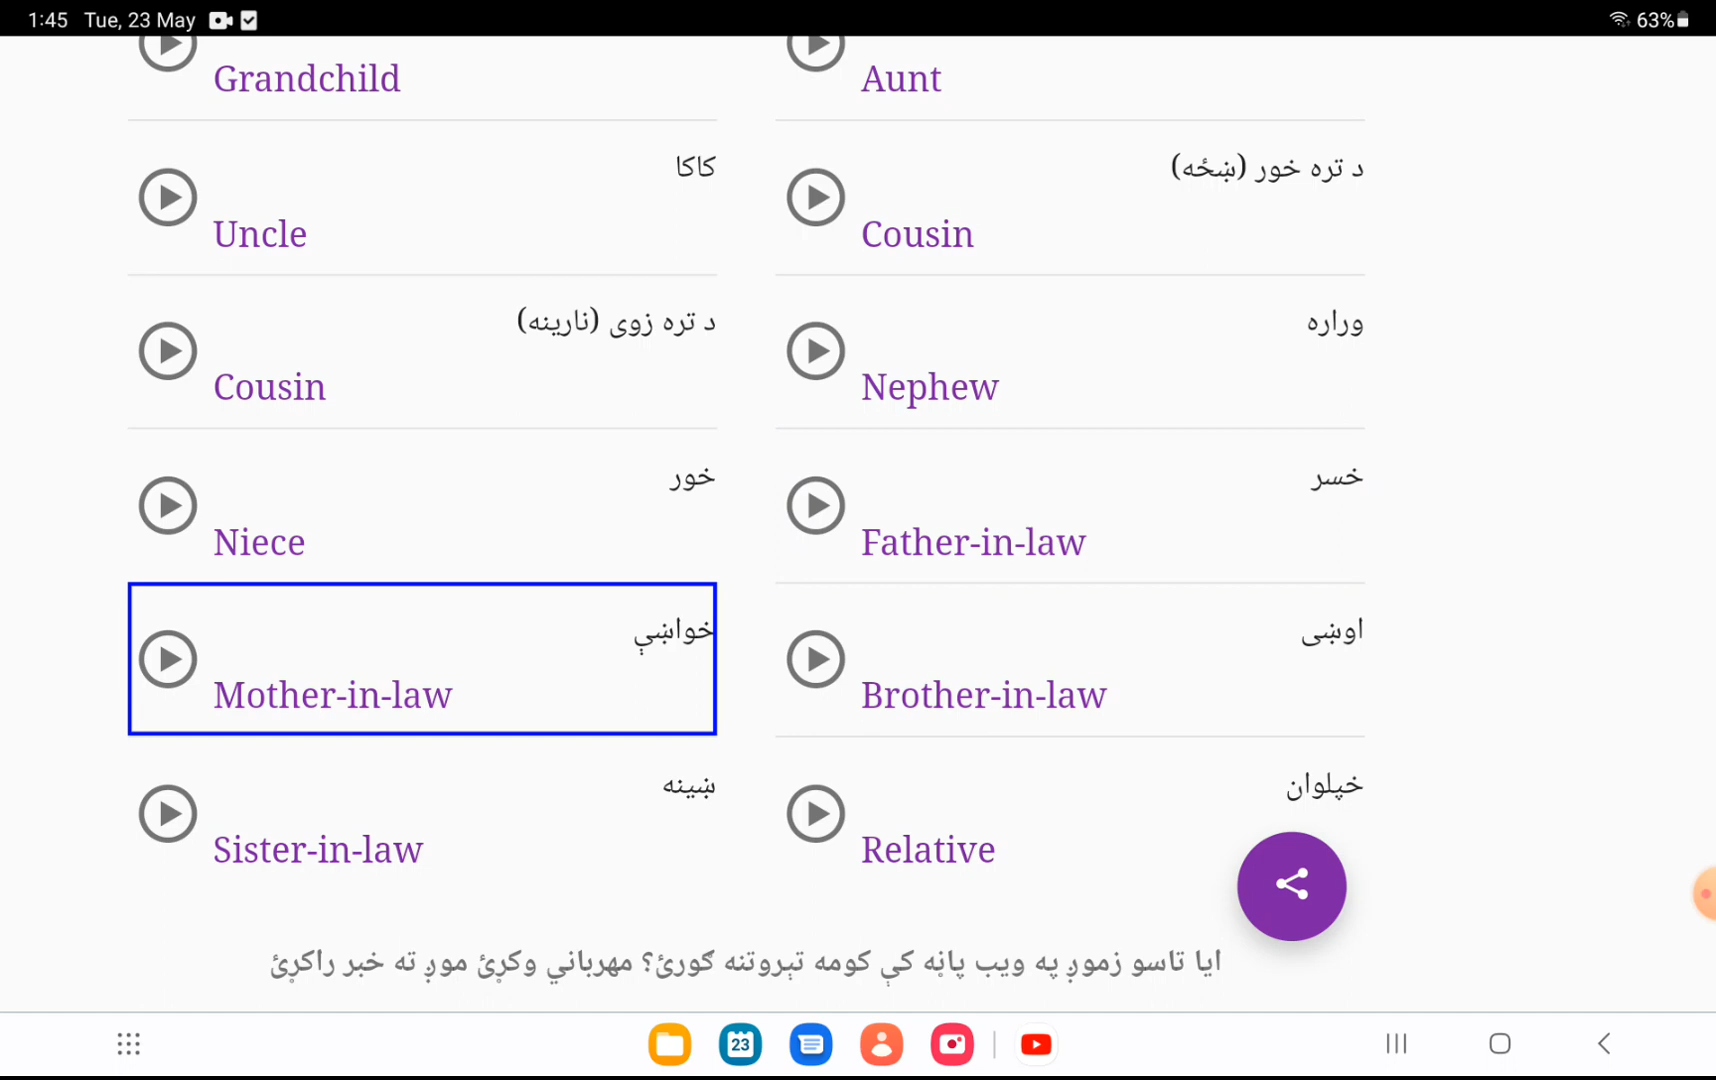 1:45 Tue, 23 May
63%
Grandchild
Aunt
کاکا
Uncle
د تره خور (ښځه)
Cousin
د تره زوی (نارینه)
Cousin
وراره
Nephew
خور
Niece
خسر
Father-in-law
خواښې
Mother-in-law
اوښی
Brother-in-law
ښینه
Sister-in-law
خپلوان
Relative
ایا تاسو زموږ په ویب پاڼه کې کومه تېروتنه ګورئ؟ مهرباني وکړئ موږ ته خبر راکړئ
23